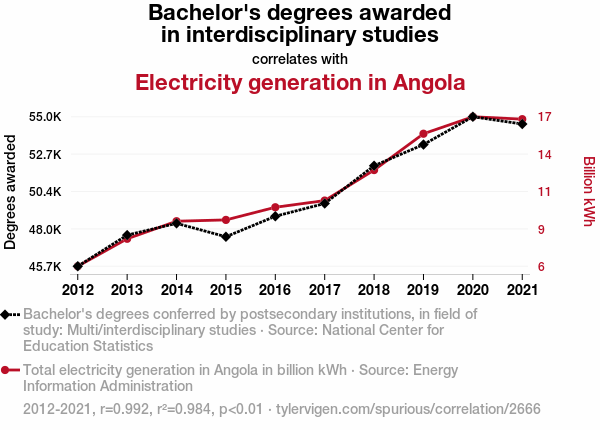 Bachelor's degrees awarded
in interdisciplinary studies
correlates with
Electricity generation in Angola
55.0K
52.7K
50.4K
48.0K
45.7K
Degrees awarded
17
14
11
9
6
Billion kWh
2012 2013 2014 2015 2016 2017 2018 2019 2020 2021
Bachelor's degrees conferred by postsecondary institutions, in field of
study: Multi/interdisciplinary studies · Source: National Center for
Education Statistics
Total electricity generation in Angola in billion kWh · Source: Energy
Information Administration
2012-2021, r=0.992, r²=0.984, p<0.01 · tylervigen.com/spurious/correlation/2666